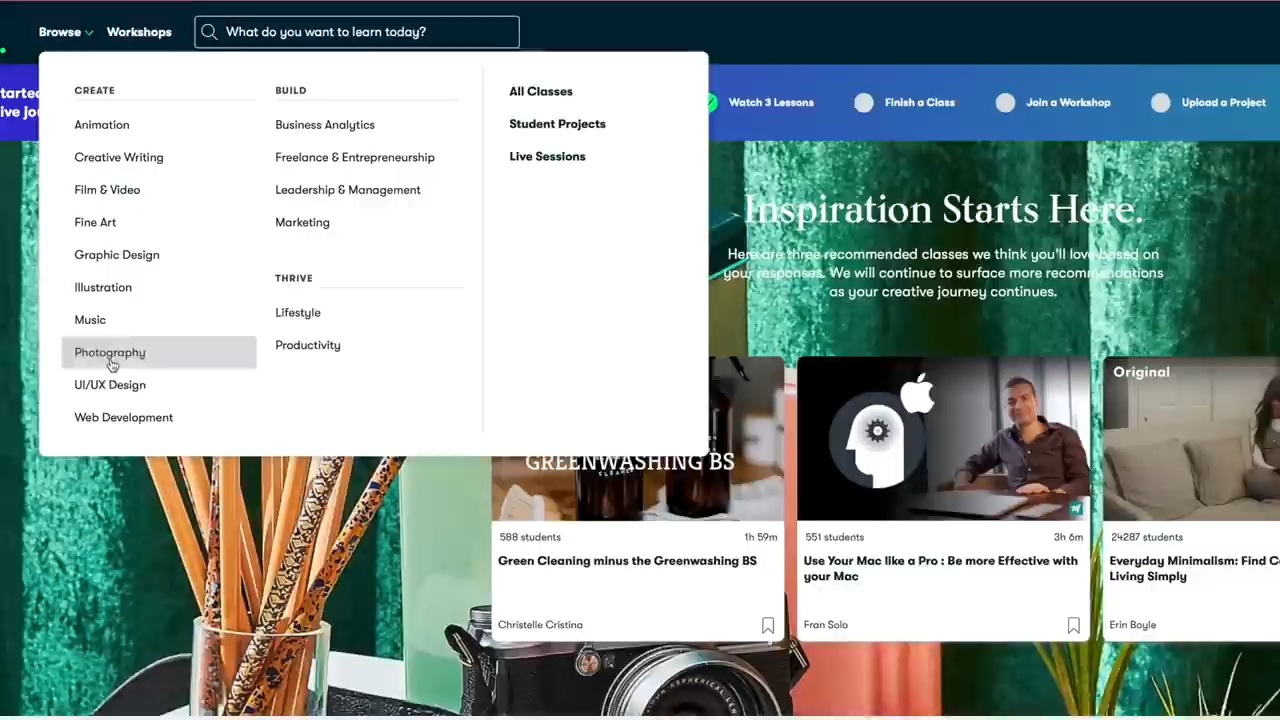 Browse
Workshops
What do you want to learn today?
CREATE
Animation
Creative Writing
Film & Video
Fine Art
Graphic Design
Illustration
Music
Photography
UI/UX Design
Web Development
BUILD
Business Analytics
Freelance & Entrepreneurship
Leadership & Management
Marketing
THRIVE
Lifestyle
Productivity
All Classes
Student Projects
Live Sessions
Watch 3 Lessons
Finish a Class
Join a Workshop
Upload a Project
Inspiration Starts Here.
Here are three recommended classes we think you'll love based on
your responses. We will continue to surface more recommendations
as your creative journey continues.
GREENWASHING BS
588 students
1h 59m
Green Cleaning minus the Greenwashing BS
Christelle Cristina
551 students
3h 6m
Use Your Mac like a Pro : Be more Effective with
your Mac
Fran Solo
Original
24287 students
Everyday Minimalism: Find
Living Simply
Erin Boyle